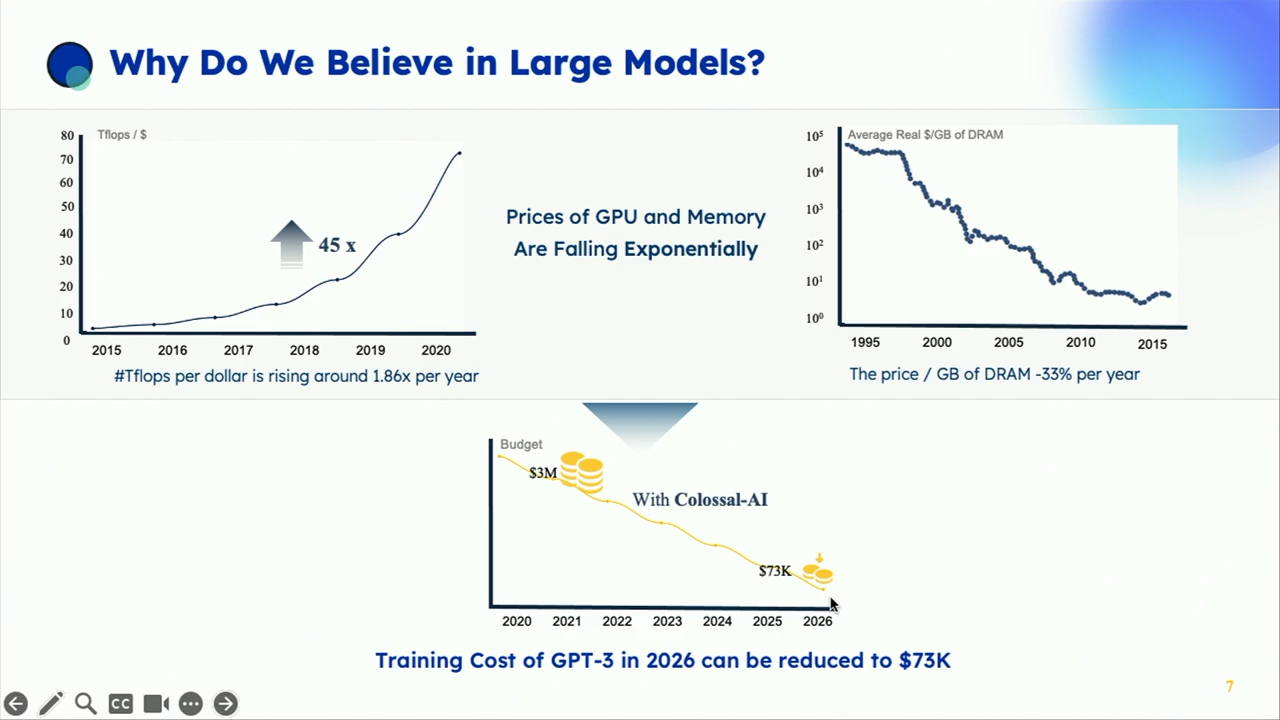 Why Do We Believe in Large Models?
Tflops / $
80
70
60
50
40
30
20
10
0
45 x
2015 2016 2017 2018 2019 2020
#Tflops per dollar is rising around 1.86x per year
Prices of GPU and Memory
Are Falling Exponentially
Average Real $/GB of DRAM
10⁵
10⁴
10³
10²
10¹
10⁰
1995 2000 2005 2010 2015
The price / GB of DRAM -33% per year
Budget
$3M
With Colossal-AI
$73K
2020 2021 2022 2023 2024 2025 2026
Training Cost of GPT-3 in 2026 can be reduced to $73K
7
CC